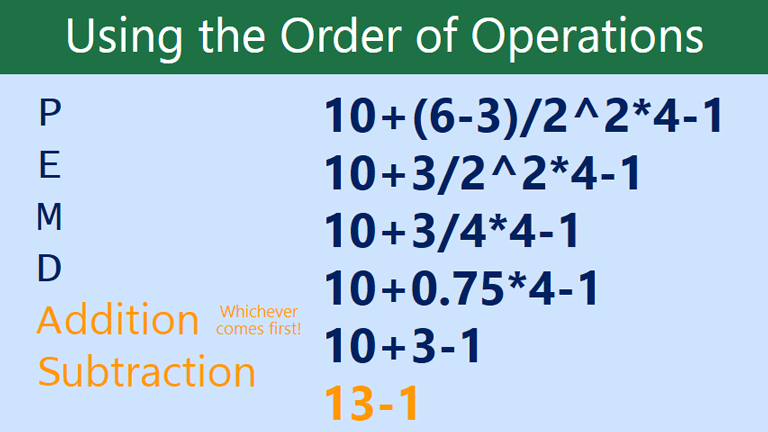 Using the Order of Operations
P
E
M
D
Addition
Whichever
comes first!
Subtraction
10+(6-3)/2^2*4-1
10+3/2^2*4-1
10+3/4*4-1
10+0.75*4-1
10+3-1
13-1